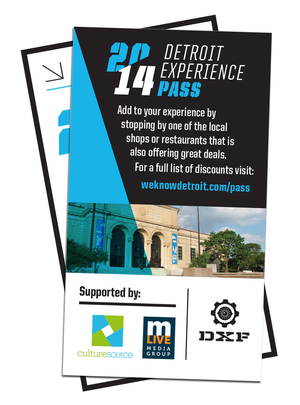 2014
DETROIT
EXPERIENCE
PASS
Add to your experience by
stopping by one of the local
shops or restaurants that is
also offering great deals.
For a full list of discounts visit:
weknowdetroit.com/pass
Supported by:
culturesource
m
LIVE
MEDIA
GROUP
DXF